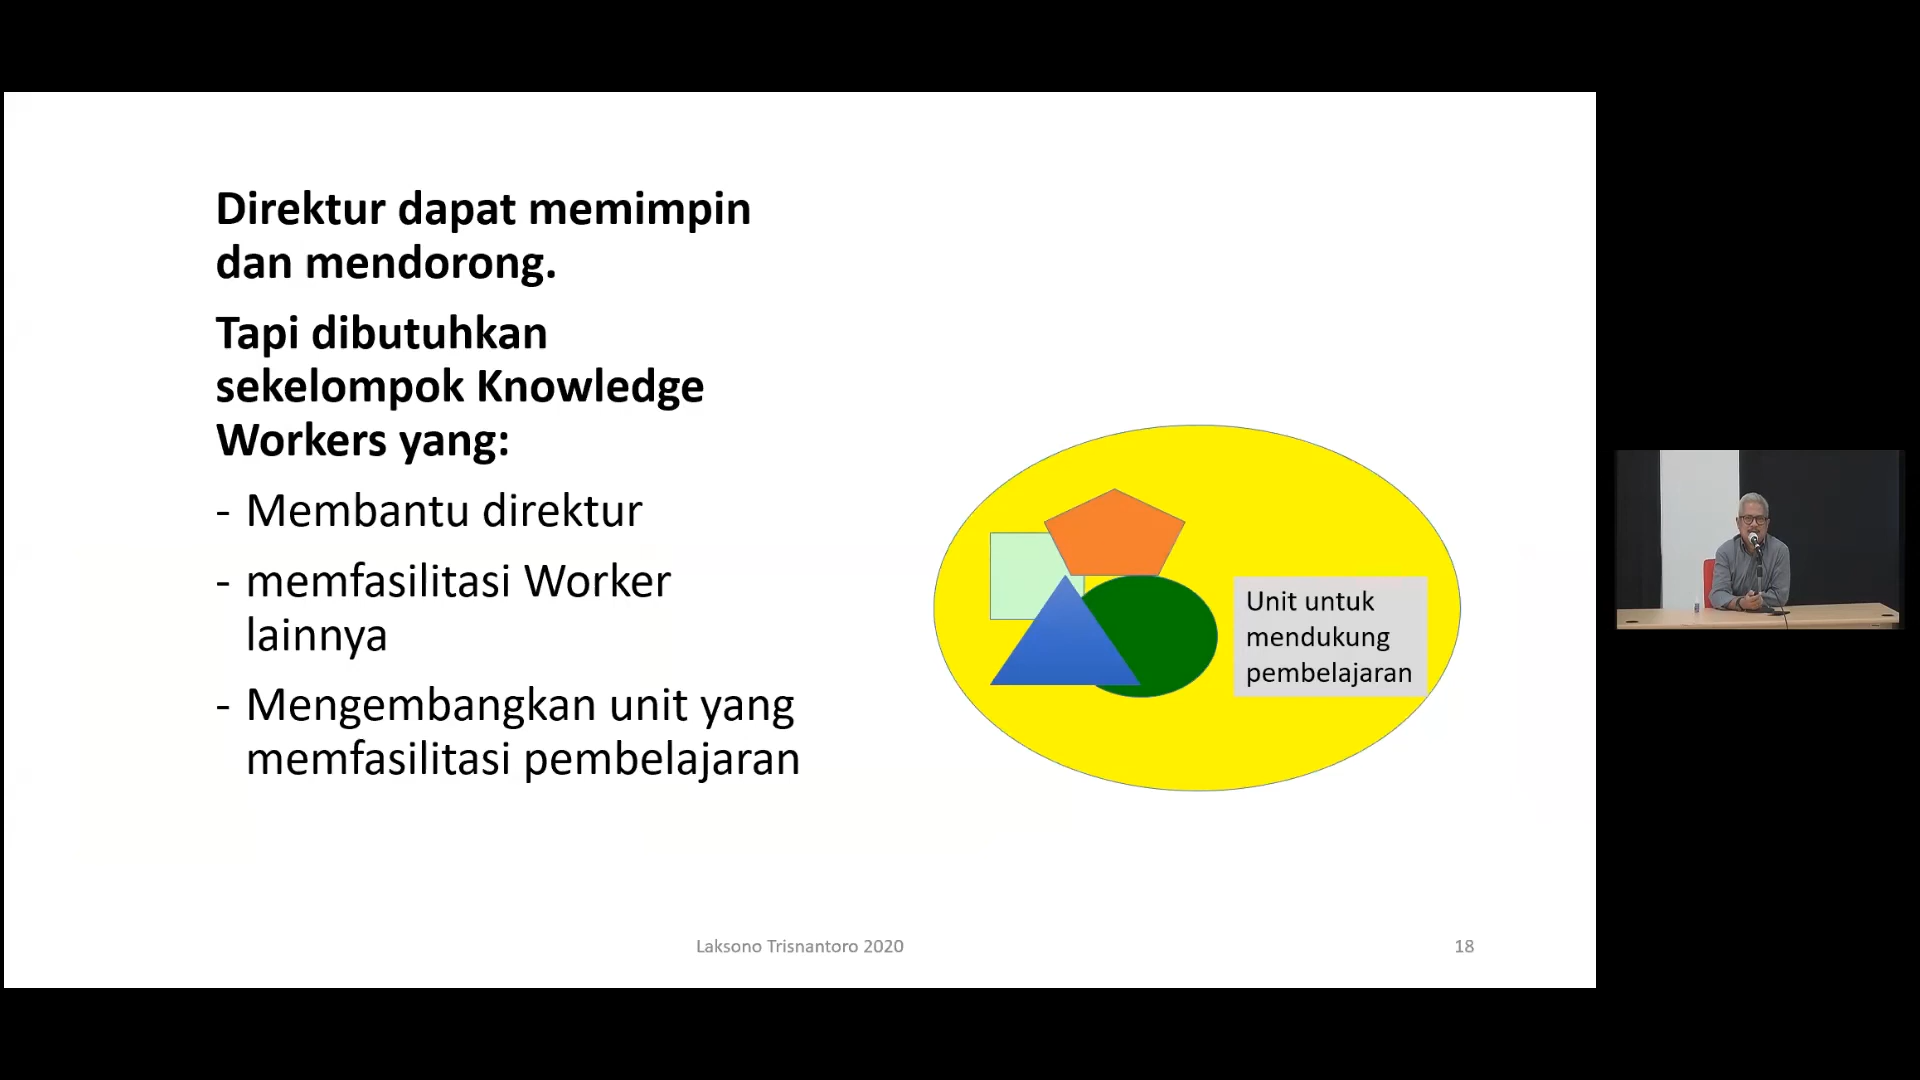 Direktur dapat memimpin
dan mendorong.
Tapi dibutuhkan
sekelompok Knowledge
Workers yang:
- Membantu direktur
- memfasilitasi Worker
lainnya
- Mengembangkan unit yang
memfasilitasi pembelajaran
Unit untuk
mendukung
pembelajaran
Laksono Trisnantoro 2020
18